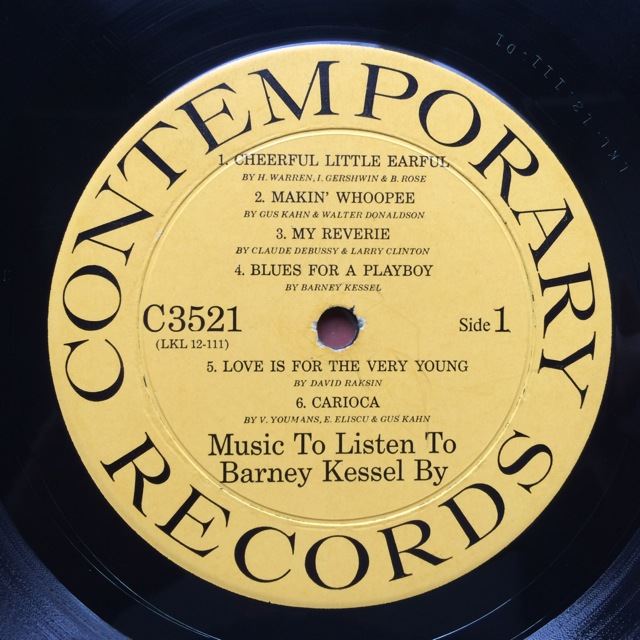 CONTEMPORARY RECORDS
1. CHEERFUL LITTLE EARFUL
BY H. WARREN, I. GERSHWIN & B. ROSE
2. MAKIN' WHOOPEE
BY GUS KAHN & WALTER DONALDSON
3. MY REVERIE
BY CLAUDE DEBUSSY & LARRY CLINTON
4. BLUES FOR A PLAYBOY
BY BARNEY KESSEL
C3521
(LKL 12-111)
Side 1
5. LOVE IS FOR THE VERY YOUNG
BY DAVID RAKSIN
6. CARIOCA
BY V. YOUMANS, E. ELISCU & GUS KAHN
Music To Listen To
Barney Kessel By
LKL·12·111·D1